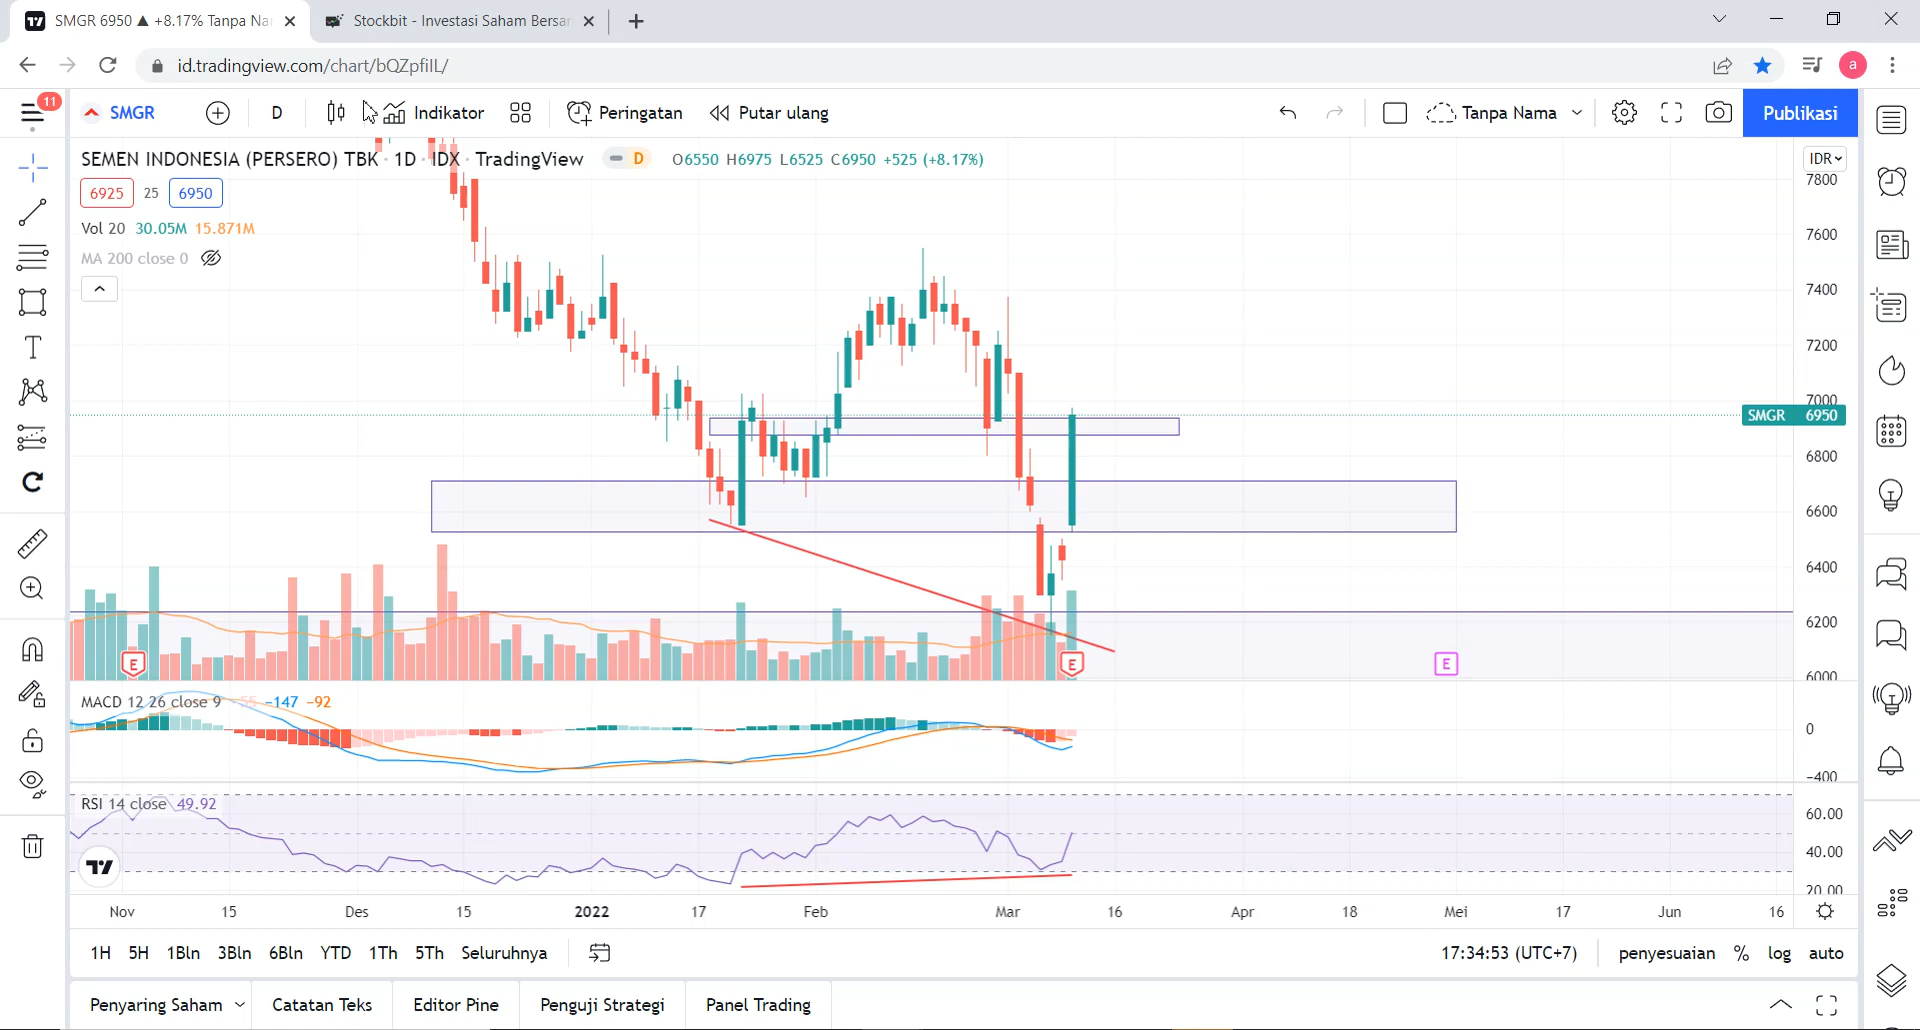 SMGR 6950 ▲ +8.17% Tanpa Na
Stockbit - Investasi Saham Bersa
id.tradingview.com/chart/bQZpfilL/
a
11
SMGR
D
Indikator
Peringatan
Putar ulang
Tanpa Nama
Publikasi
SEMEN INDONESIA (PERSERO) TBK · 1D · IDX · TradingView
D
O6550 H6975 L6525 C6950 +525 (+8.17%)
IDR
6925
25
6950
Vol 20 30.05M 15.871M
MA 200 close 0
7800
7600
7400
7200
7000
SMGR 6950
6800
6600
6400
6200
6000
E
E
E
MACD 12 26 close 9 -55 -147 -92
0
-400
RSI 14 close 49.92
60.00
40.00
20.00
Nov
15
Des
15
2022
17
Feb
Mar
16
Apr
18
Mei
17
Jun
16
1H
5H
1Bln
3Bln
6Bln
YTD
1Th
5Th
Seluruhnya
17:34:53 (UTC+7)
penyesuaian
%
log
auto
Penyaring Saham
Catatan Teks
Editor Pine
Penguji Strategi
Panel Trading